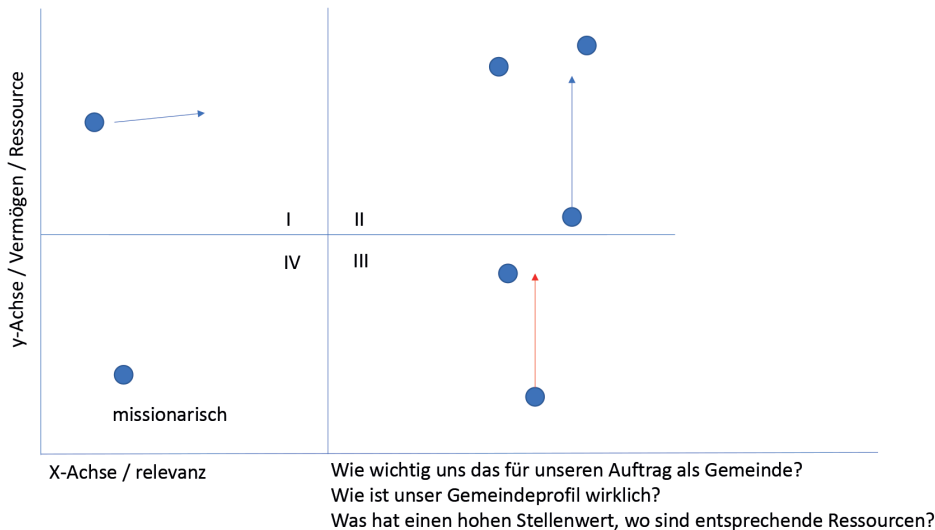 y-Achse / Vermögen / Ressource
I
II
IV
III
missionarisch
X-Achse / relevanz
Wie wichtig uns das für unseren Auftrag als Gemeinde?
Wie ist unser Gemeindeprofil wirklich?
Was hat einen hohen Stellenwert, wo sind entsprechende Ressourcen?